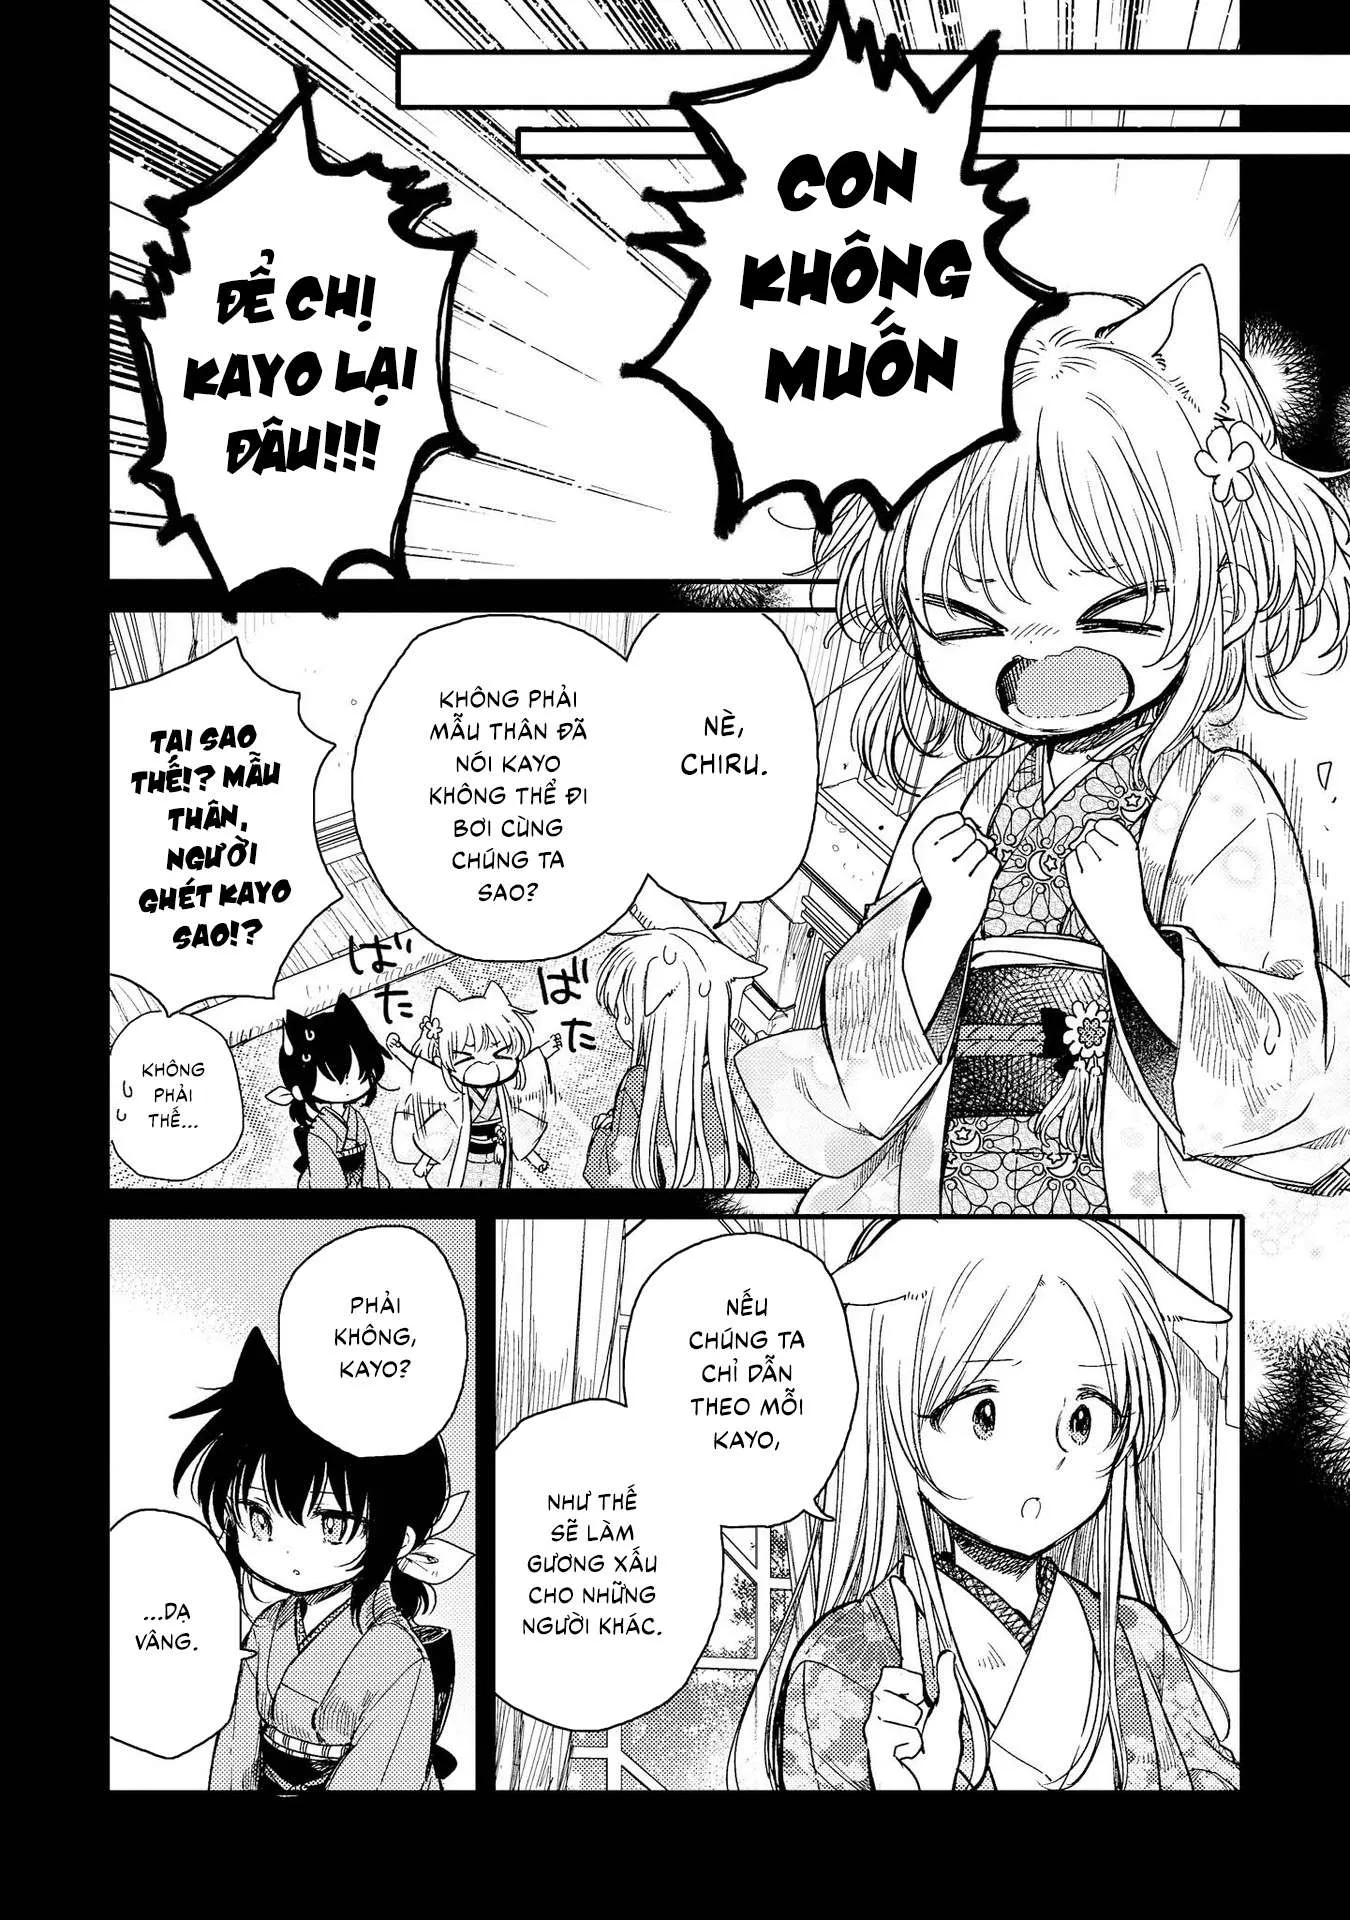 CON
KHÔNG
MUỐN
ĐỂ CHỊ
KAYO LẠI
ĐÂU!!!
NÈ,
CHIRU.
KHÔNG PHẢI
MẪU THÂN ĐÃ
NÓI KAYO
KHÔNG THỂ ĐI
BƠI CÙNG
CHÚNG TA
SAO?
TẠI SAO
THẾ!? MẪU
THÂN,
NGƯỜI
GHÉT KAYO
SAO!?
ばた
ばた
KHÔNG
PHẢI
THẾ...
NẾU
CHÚNG TA
CHỈ DẪN
THEO MỖI
KAYO,
NHƯ THẾ
SẼ LÀM
GƯƠNG XẤU
CHO NHỮNG
NGƯỜI KHÁC.
PHẢI
KHÔNG,
KAYO?
...DẠ
VÂNG.